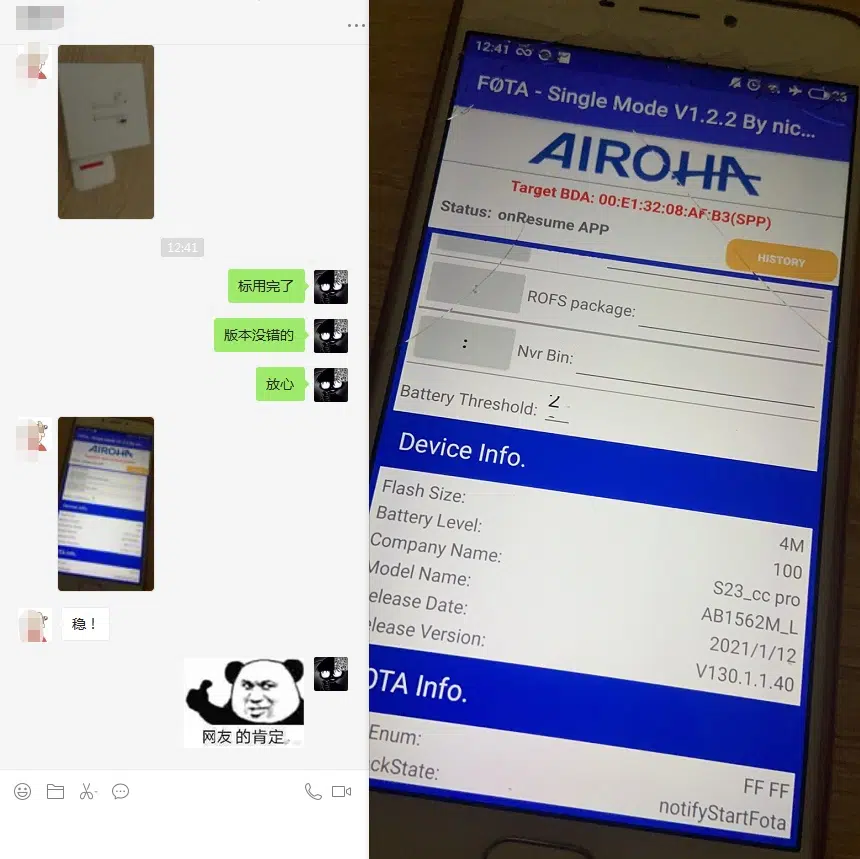 12:41
标用完了
版本没错的
放心
稳！
网友的肯定
12:41
FOTA - Single Mode V1.2.2 By nic...
AIROHA
Target BDA: 00:E1:32:08:AF:B3(SPP)
Status: onResume APP
HISTORY
ROFS package:
Nvr Bin:
Battery Threshold:
Device Info.
Flash Size: 4M
Battery Level: 100
Company Name: S23_cc pro
Model Name: AB1562M_L
elease Date: 2021/1/12
elease Version: V130.1.1.40
OTA Info.
Enum: FF FF
ckState: notifyStartFota